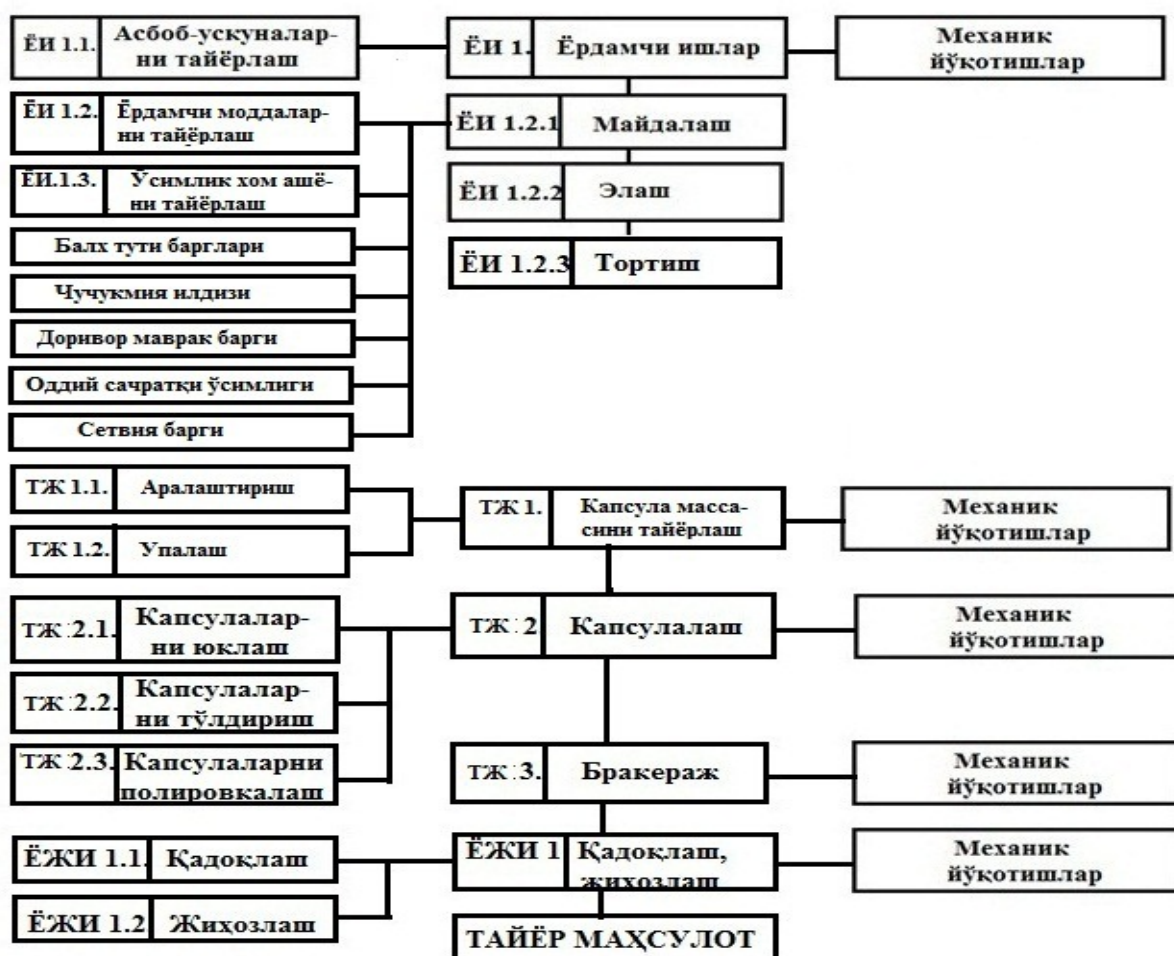 ЁИ 1.1. Асбоб-ускуналар-
ни тайёрлаш
ЁИ 1. Ёрдамчи ишлар
Механик
йўқотишлар
ЁИ 1.2. Ёрдамчи моддалар-
ни тайёрлаш
ЁИ 1.2.1 Майдалаш
ЁИ.1.3. Ўсимлик хом ашё-
ни тайёрлаш
ЁИ 1.2.2 Элаш
Балх тути барглари
ЁИ 1.2.3 Тортиш
Чучукмия илдизи
Доривор маврак барги
Оддий сачратқи ўсимлиги
Сетвия барги
ТЖ 1.1. Аралаштириш
ТЖ 1.2. Упалаш
ТЖ 1. Капсула масса-
сини тайёрлаш
Механик
йўқотишлар
ТЖ 2.1. Капсулалар-
ни юклаш
ТЖ 2 Капсулалаш
Механик
йўқотишлар
ТЖ 2.2. Капсулалар-
ни тўлдириш
ТЖ 2.3. Капсулаларни
полировкалаш
ТЖ 3. Бракераж
Механик
йўқотишлар
ЁЖИ 1.1. Қадоқлаш
ЁЖИ 1 Қадоқлаш,
жихозлаш
Механик
йўқотишлар
ЁЖИ 1.2 Жиҳозлаш
ТАЙЁР МАҲСУЛОТ